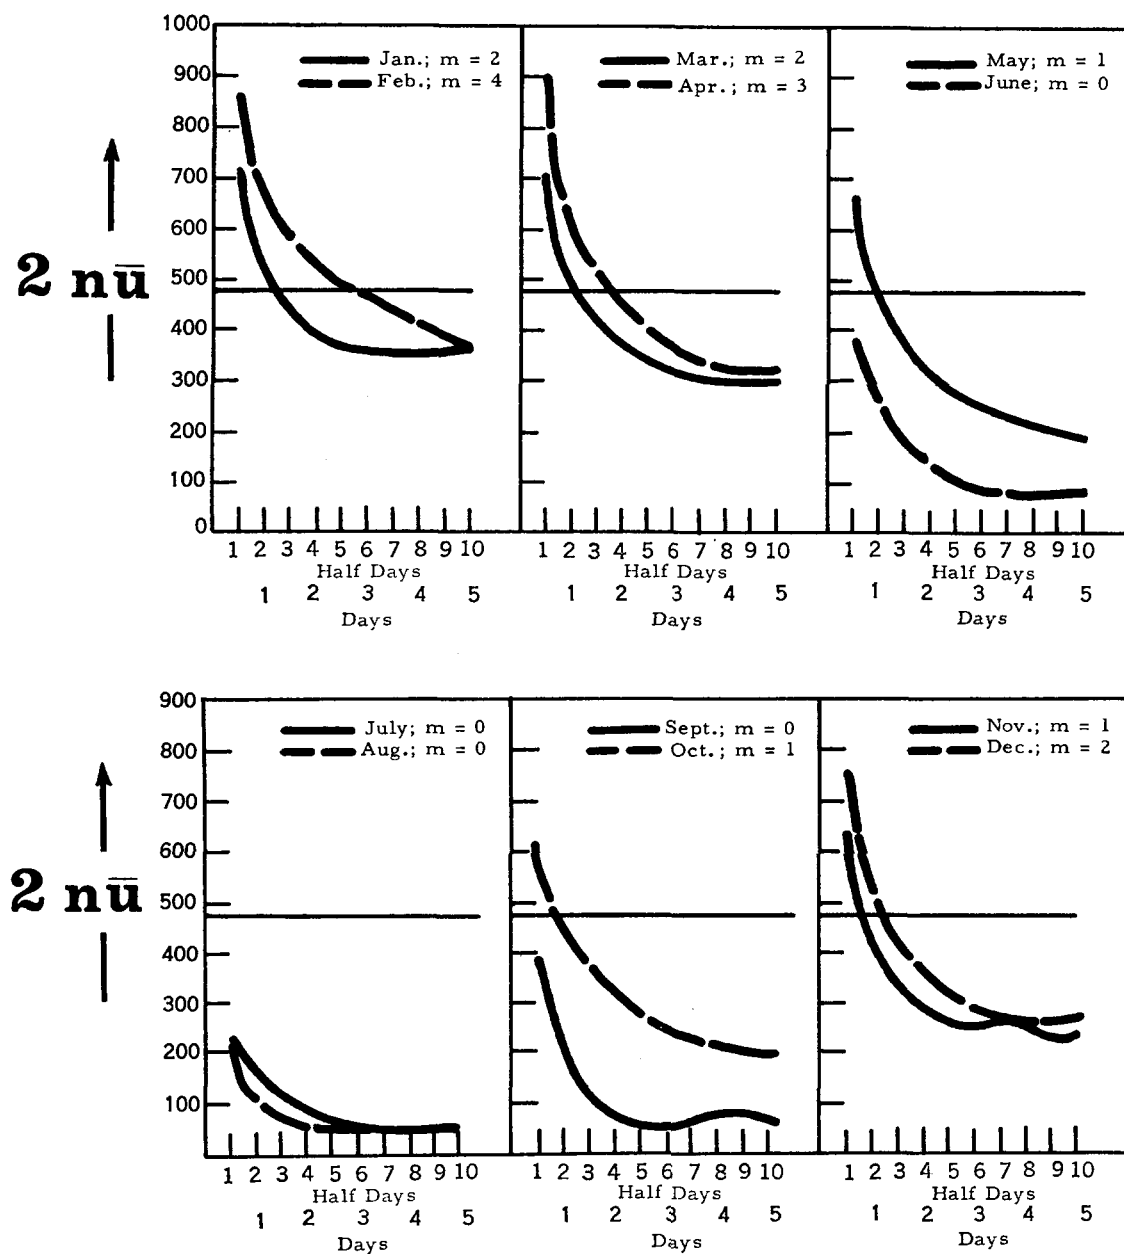 1000
900
800
700
600
500
400
300
200
100
0
2 nū
Jan.; m = 2
Feb.; m = 4
Mar.; m = 2
Apr.; m = 3
May; m = 1
June; m = 0
1 2 3 4 5 6 7 8 9 10
Half Days
1 2 3 4 5
Days
1 2 3 4 5 6 7 8 9 10
Half Days
1 2 3 4 5
Days
1 2 3 4 5 6 7 8 9 10
Half Days
1 2 3 4 5
Days
900
800
700
600
500
400
300
200
100
2 nū
July; m = 0
Aug.; m = 0
Sept.; m = 0
Oct.; m = 1
Nov.; m = 1
Dec.; m = 2
1 2 3 4 5 6 7 8 9 10
Half Days
1 2 3 4 5
Days
1 2 3 4 5 6 7 8 9 10
Half Days
1 2 3 4 5
Days
1 2 3 4 5 6 7 8 9 10
Half Days
1 2 3 4 5
Days